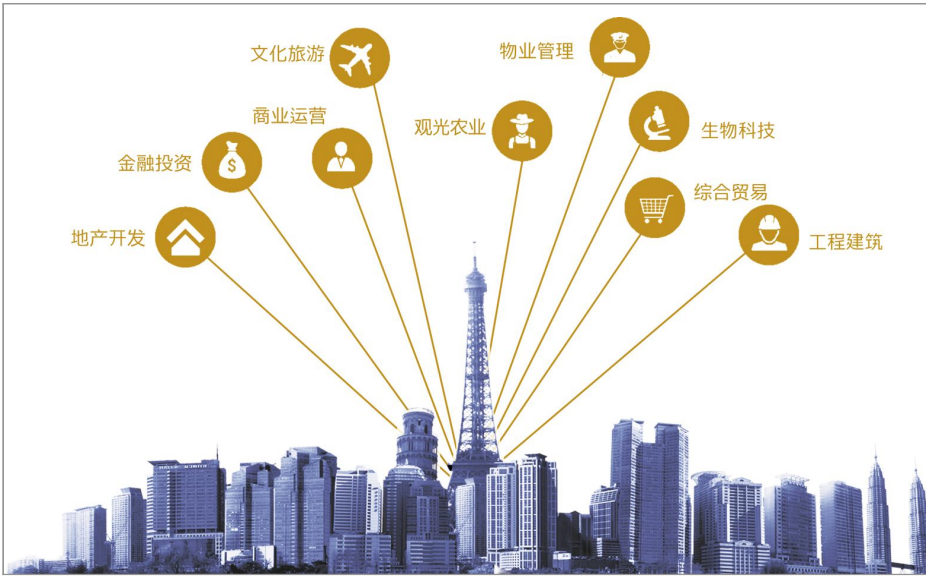 文化旅游
物业管理
商业运营
观光农业
生物科技
金融投资
综合贸易
地产开发
工程建筑